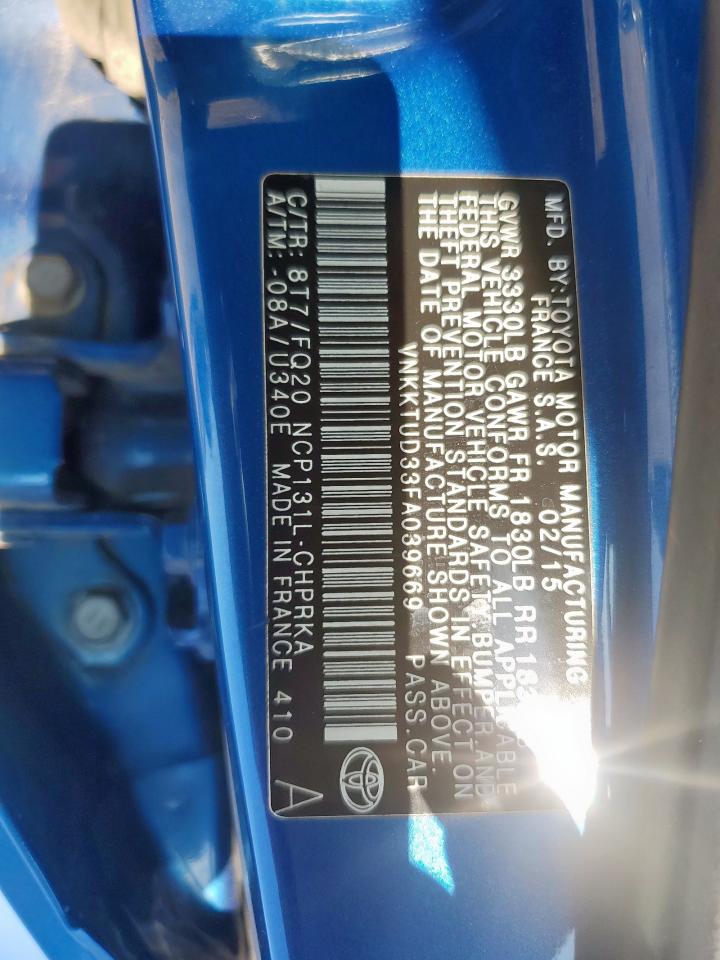 MFD. BY:TOYOTA MOTOR MANUFACTURING
FRANCE S.A.S. 02/15
GVWR 3330LB GAWR FR 1830LB RR
THIS VEHICLE CONFORMS TO ALL APPLICABLE
FEDERAL MOTOR VEHICLE SAFETY, BUMPER AND
THEFT PREVENTION STANDARDS IN EFFECT ON
THE DATE OF MANUFACTURE SHOWN ABOVE.
VNKKTUD33FA039669 PASS.CAR
C/TR: 8T7/FQ20 NCP131L-CHPRKA
A/TM: -08A/U340E MADE IN FRANCE 410
A